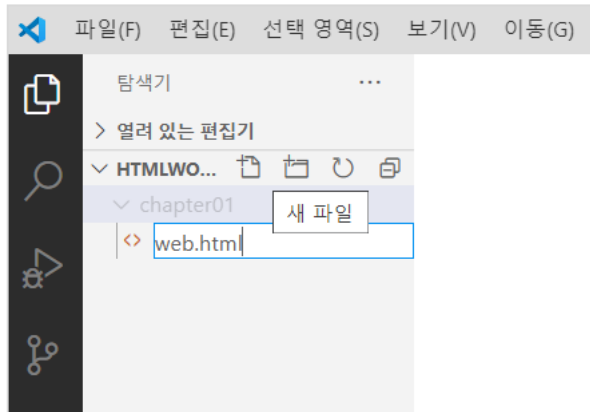 파일(F) 편집(E) 선택 영역(S) 보기(V) 이동(G)
탐색기
열려 있는 편집기
HTMLWO...
chapter01
새 파일
web.html